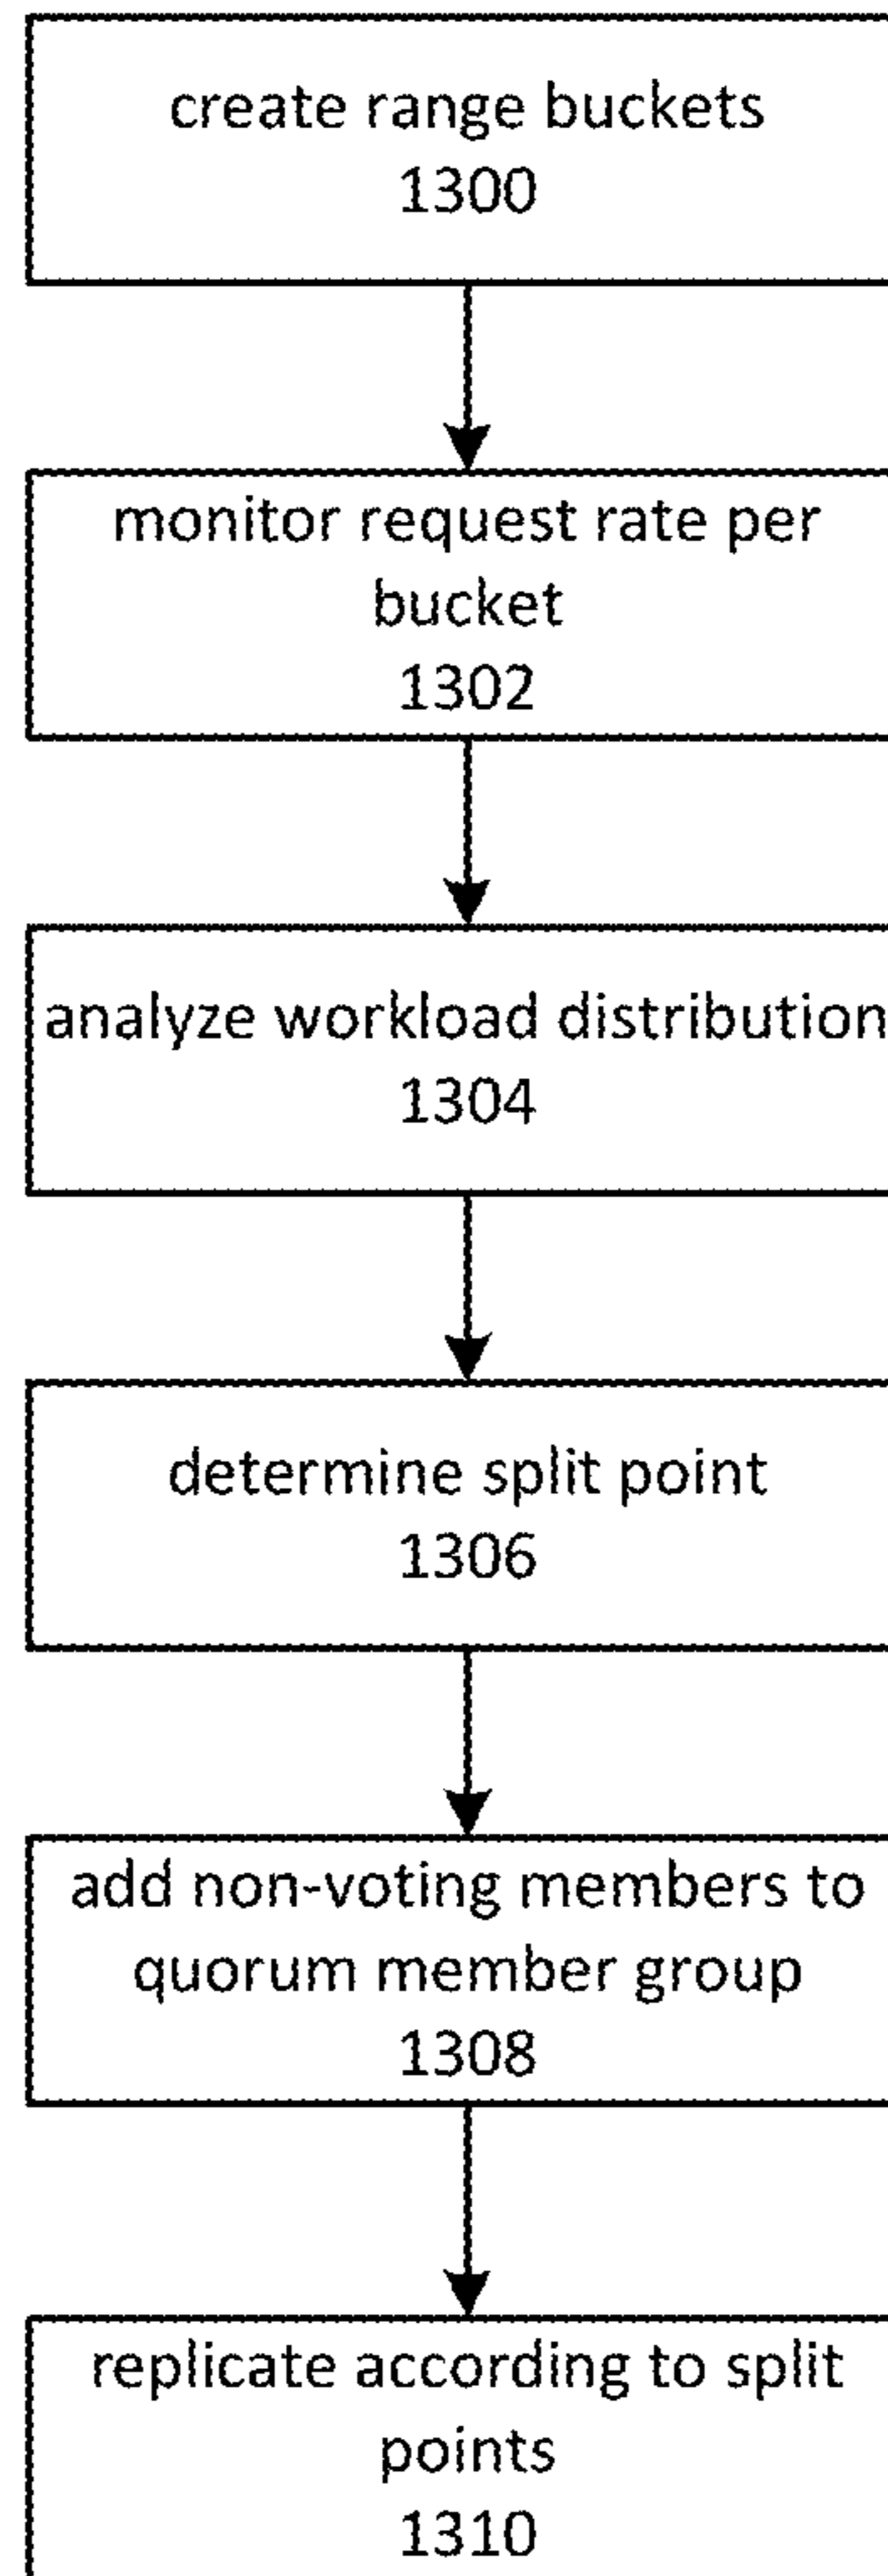 create range buckets
1300
monitor request rate per
bucket
1302
analyze workload distribution
1304
determine split point
1306
add non-voting members to
quorum member group
1308
replicate according to split
points
1310